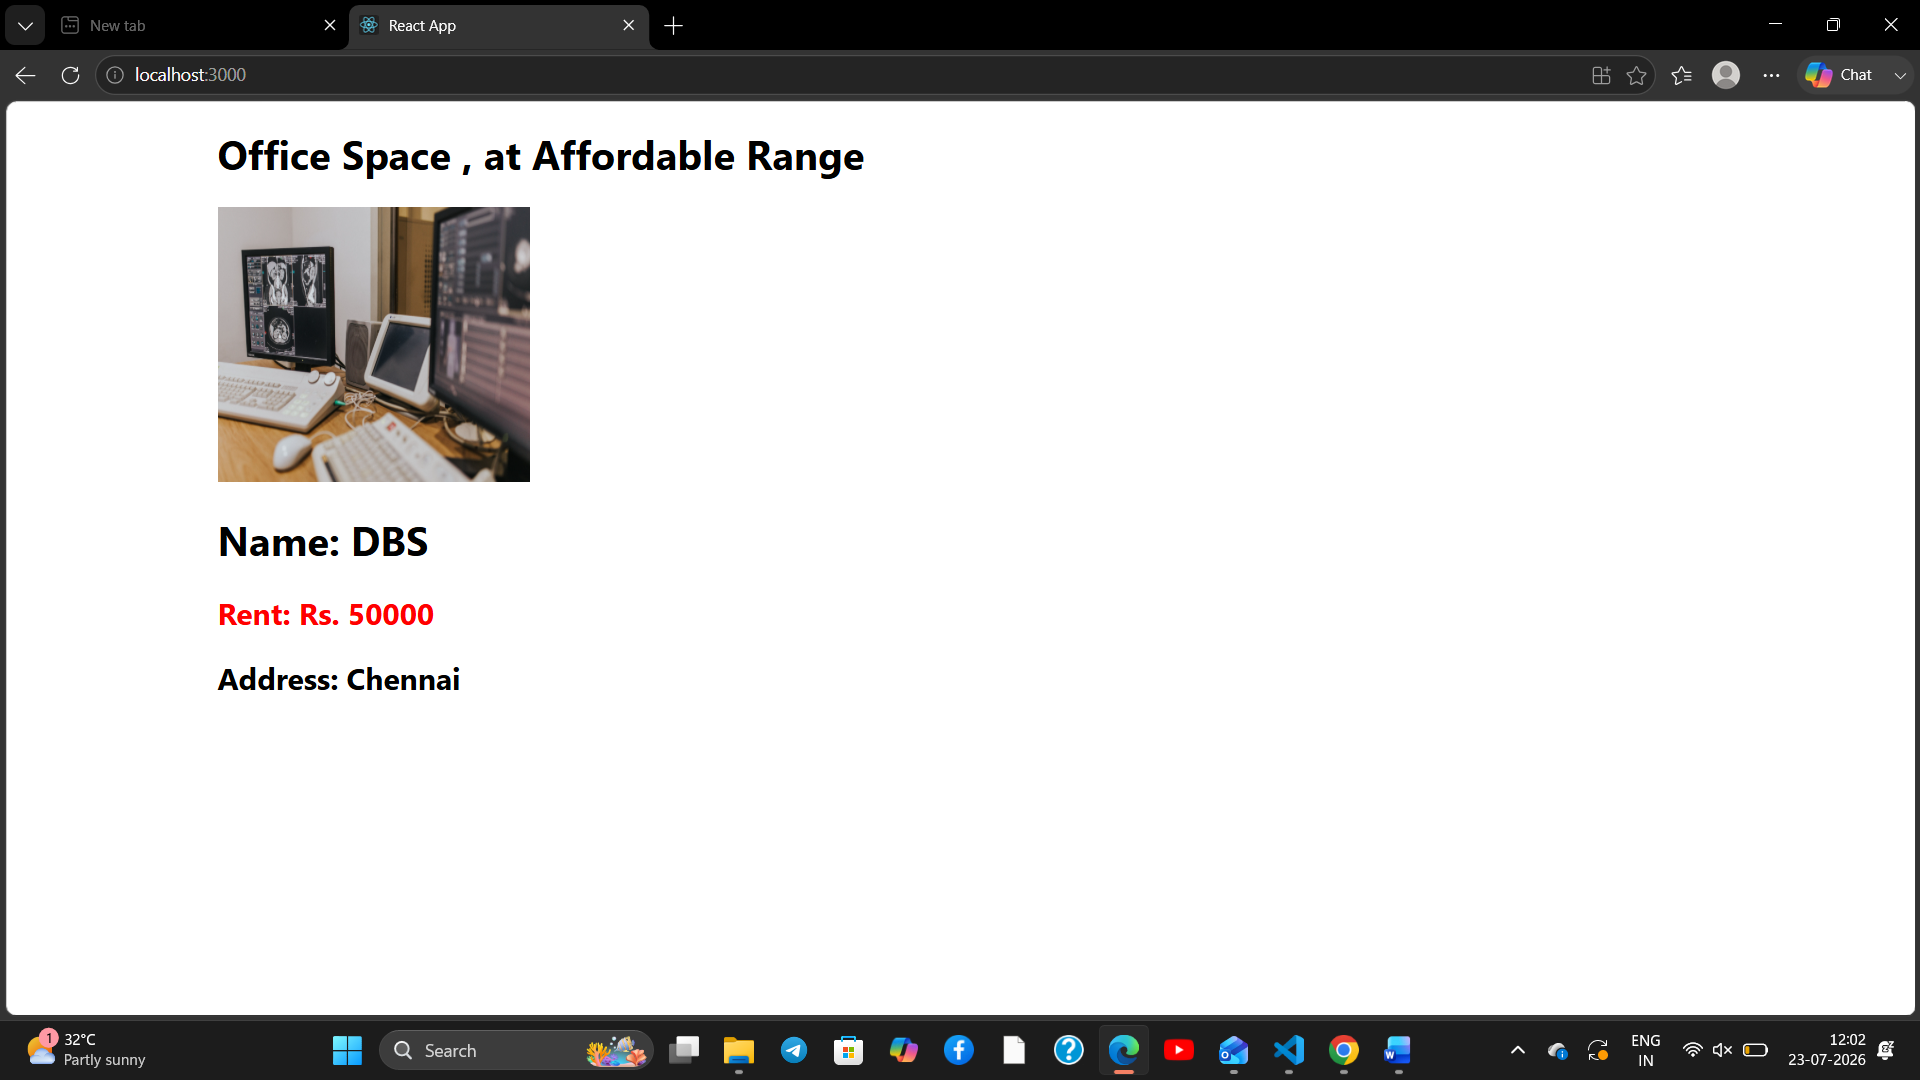 New tab
React App
localhost:3000
Chat
Office Space , at Affordable Range
Name: DBS
Rent: Rs. 50000
Address: Chennai
1
32°C
Partly sunny
Search
ENG
IN
12:02
23-07-2026